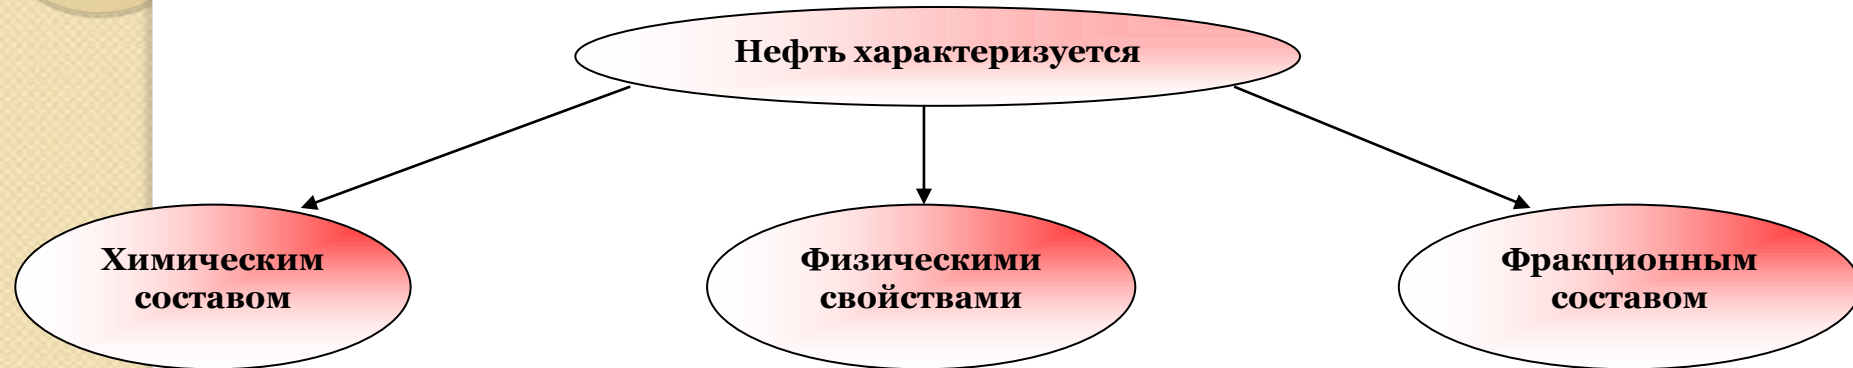 Нефть характеризуется
Химическим
составом
Физическими
свойствами
Фракционным
составом